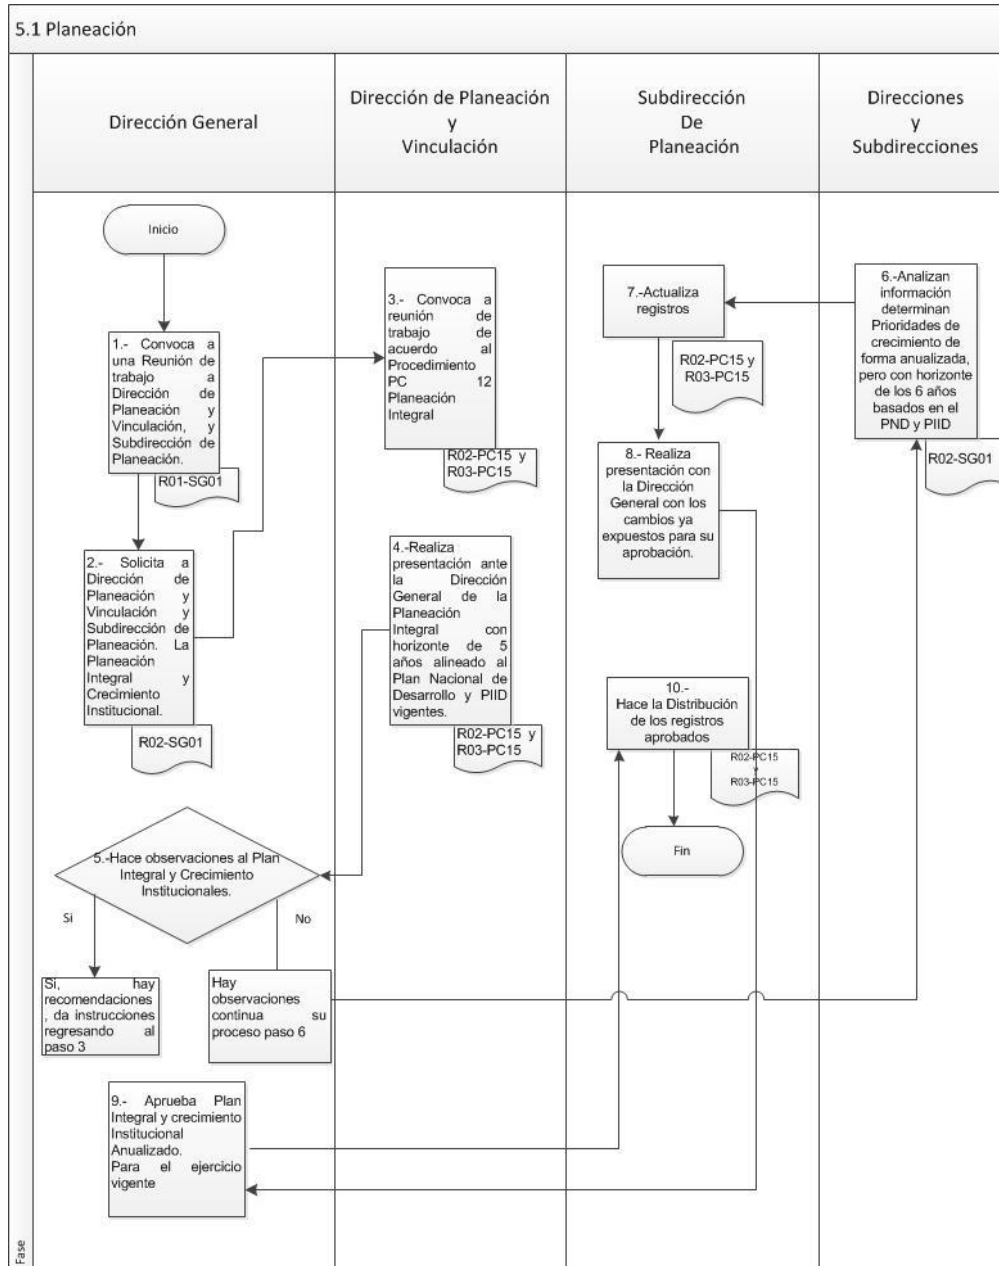 5.1 Planeación
Dirección General
Dirección de Planeación
y
Vinculación
Subdirección
De
Planeación
Direcciones
y
Subdirecciones
Inicio
1.- Convoca a
una Reunión de
trabajo a
Dirección de
Planeación y
Vinculación, y
Subdirección de
Planeación.
R01-SG01
2.- Solicita a
Dirección de
Planeación y
Vinculación y
Subdirección de
Planeación. La
Planeación
Integral y
Crecimiento
Institucional.
R02-SG01
3.- Convoca a
reunión de
trabajo de
acuerdo al
Procedimiento
PC 12
Planeación
Integral
R02-PC15 y
R03-PC15
4.-Realiza
presentación ante
la Dirección
General de la
Planeación
Integral con
horizonte de 5
años alineado al
Plan Nacional de
Desarrollo y PIID
vigentes.
R02-PC15 y
R03-PC15
5.-Hace observaciones al Plan
Integral y Crecimiento
Institucionales.
Si
No
Si, hay
recomendaciones
, da instrucciones
regresando al
paso 3
Hay
observaciones
continua su
proceso paso 6
6.-Analizan
información
determinan
Prioridades de
crecimiento de
forma anualizada,
pero con horizonte
de los 6 años
basados en el
PND y PIID
R02-SG01
7.-Actualiza
registros
R02-PC15 y
R03-PC15
8.- Realiza
presentación con
la Dirección
General con los
cambios ya
expuestos para su
aprobación.
9.- Aprueba Plan
Integral y crecimiento
Institucional
Anualizado.
Para el ejercicio
vigente
10.-
Hace la Distribución
de los registros
aprobados
R02-PC15
y
R03-PC15
Fin
Fase